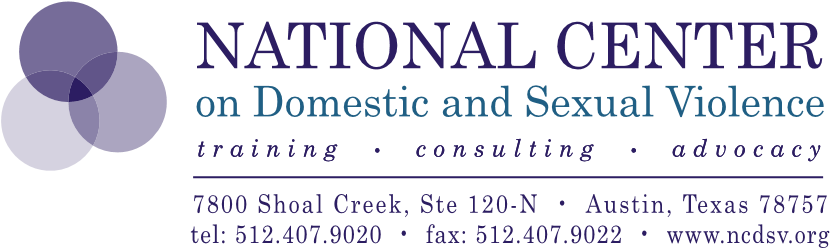 NATIONAL CENTER
on Domestic and Sexual Violence
training • consulting • advocacy
7800 Shoal Creek, Ste 120-N • Austin, Texas 78757
tel: 512.407.9020 • fax: 512.407.9022 • www.ncdsv.org